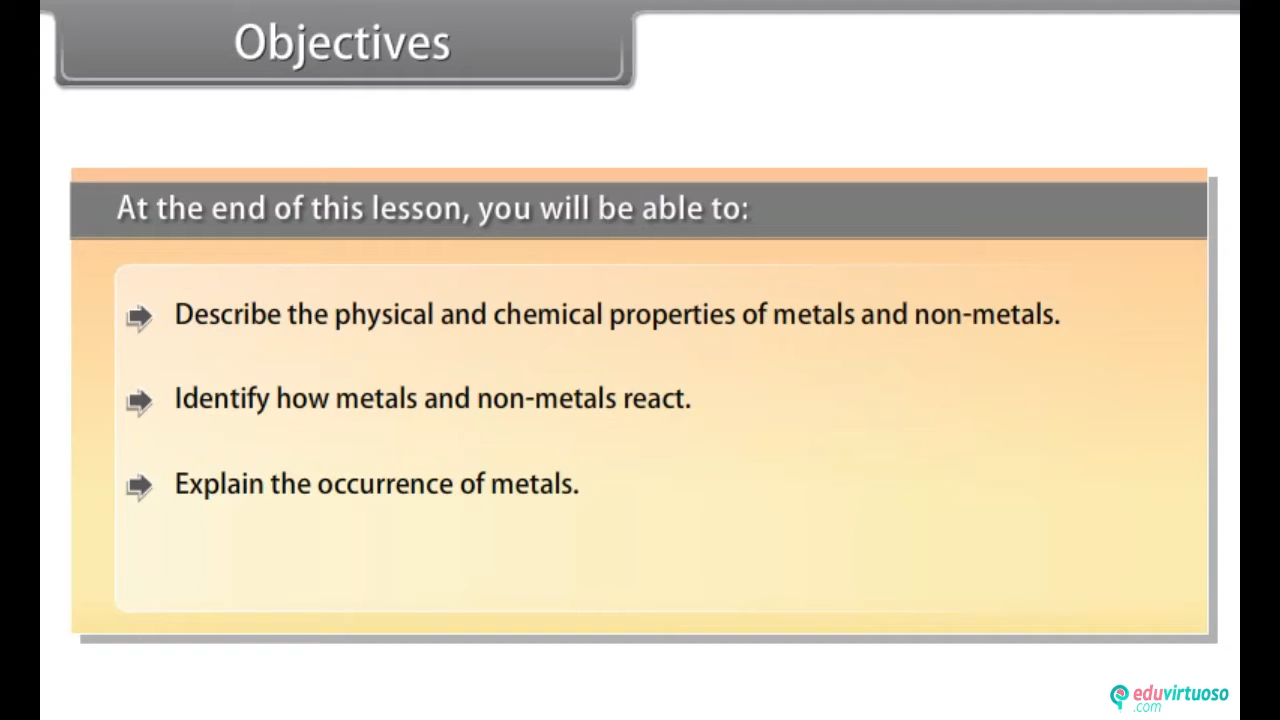 Objectives
At the end of this lesson, you will be able to:
Describe the physical and chemical properties of metals and non-metals.
Identify how metals and non-metals react.
Explain the occurrence of metals.
eduvirtuoso
.com